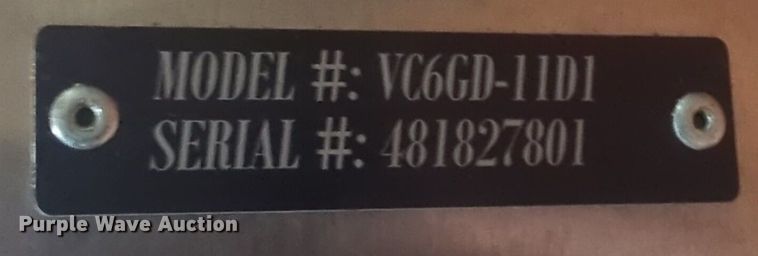 MODEL #: VC6GD-11D1
SERIAL #: 481827801
Purple Wave Auction